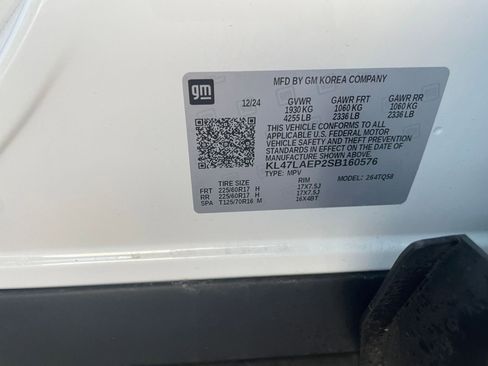 gm
MFD BY GM KOREA COMPANY
12/24 GVWR GAWR FRT GAWR RR
1930 KG 1060 KG 1060 KG
4255 LB 2336 LB 2336 LB
THIS VEHICLE CONFORMS TO ALL
APPLICABLE U.S. FEDERAL MOTOR
VEHICLE SAFETY, BUMPER, AND THEFT PREVENTION
STANDARDS IN EFFECT ON THE DATE OF
MANUFACTURE SHOWN ABOVE.
KL47LAEP2SB160576
TYPE: MPV MODEL: 264TQ58
TIRE SIZE RIM
FRT 225/60R17 H 17X7.5J
RR 225/60R17 H 17X7.5J
SPA T125/70R16 M 16X4BT